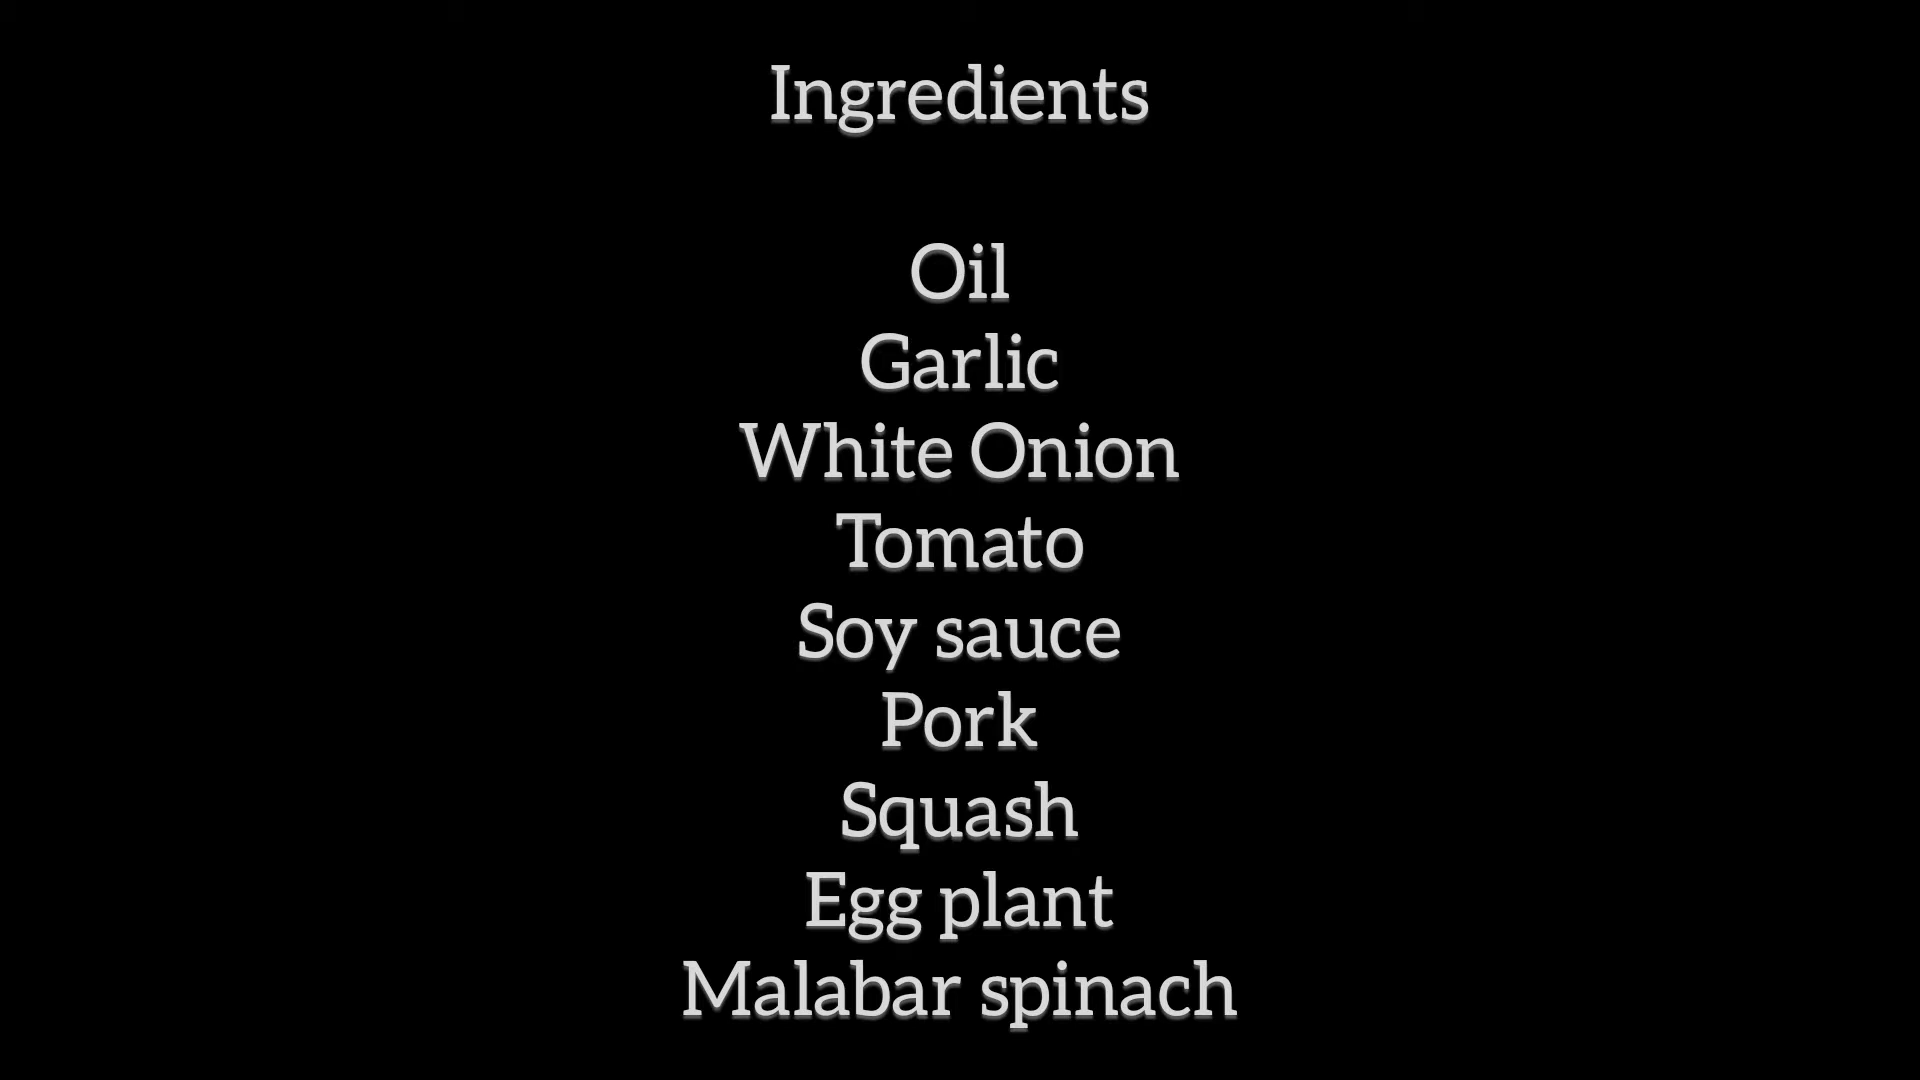 Ingredients
Oil
Garlic
White Onion
Tomato
Soy sauce
Pork
Squash
Egg plant
Malabar spinach